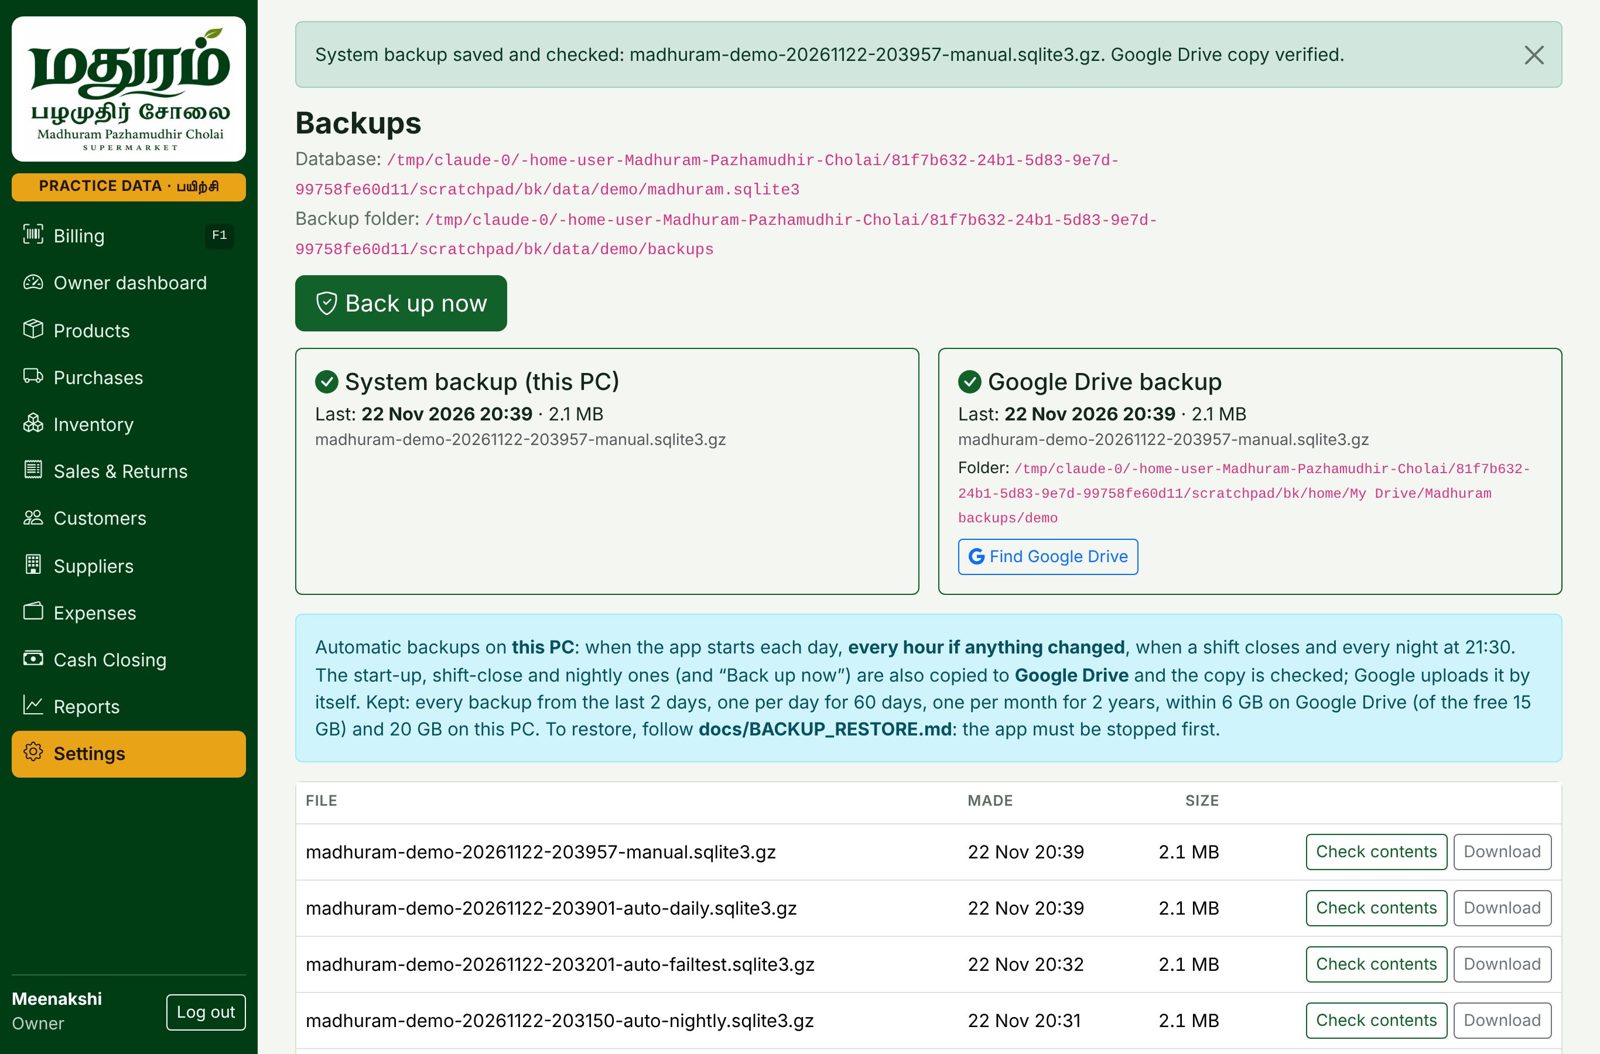 மதுரம்
பழமுதிர் சோலை
Madhuram Pazhamudhir Cholai
SUPERMARKET
PRACTICE DATA · பயிற்சி
Billing F1
Owner dashboard
Products
Purchases
Inventory
Sales & Returns
Customers
Suppliers
Expenses
Cash Closing
Reports
Settings
Meenakshi
Owner
Log out
System backup saved and checked: madhuram-demo-20261122-203957-manual.sqlite3.gz. Google Drive copy verified.
Backups
Database: /tmp/claude-0/-home-user-Madhuram-Pazhamudhir-Cholai/81f7b632-24b1-5d83-9e7d-
99758fe60d11/scratchpad/bk/data/demo/madhuram.sqlite3
Backup folder: /tmp/claude-0/-home-user-Madhuram-Pazhamudhir-Cholai/81f7b632-24b1-5d83-9e7d-
99758fe60d11/scratchpad/bk/data/demo/backups
Back up now
System backup (this PC)
Last: 22 Nov 2026 20:39 · 2.1 MB
madhuram-demo-20261122-203957-manual.sqlite3.gz
Google Drive backup
Last: 22 Nov 2026 20:39 · 2.1 MB
madhuram-demo-20261122-203957-manual.sqlite3.gz
Folder: /tmp/claude-0/-home-user-Madhuram-Pazhamudhir-Cholai/81f7b632-
24b1-5d83-9e7d-99758fe60d11/scratchpad/bk/home/My Drive/Madhuram
backups/demo
Find Google Drive
Automatic backups on this PC: when the app starts each day, every hour if anything changed, when a shift closes and every night at 21:30.
The start-up, shift-close and nightly ones (and “Back up now”) are also copied to Google Drive and the copy is checked; Google uploads it by
itself. Kept: every backup from the last 2 days, one per day for 60 days, one per month for 2 years, within 6 GB on Google Drive (of the free 15
GB) and 20 GB on this PC. To restore, follow docs/BACKUP_RESTORE.md: the app must be stopped first.
FILE MADE SIZE
madhuram-demo-20261122-203957-manual.sqlite3.gz 22 Nov 20:39 2.1 MB Check contents Download
madhuram-demo-20261122-203901-auto-daily.sqlite3.gz 22 Nov 20:39 2.1 MB Check contents Download
madhuram-demo-20261122-203201-auto-failtest.sqlite3.gz 22 Nov 20:32 2.1 MB Check contents Download
madhuram-demo-20261122-203150-auto-nightly.sqlite3.gz 22 Nov 20:31 2.1 MB Check contents Download